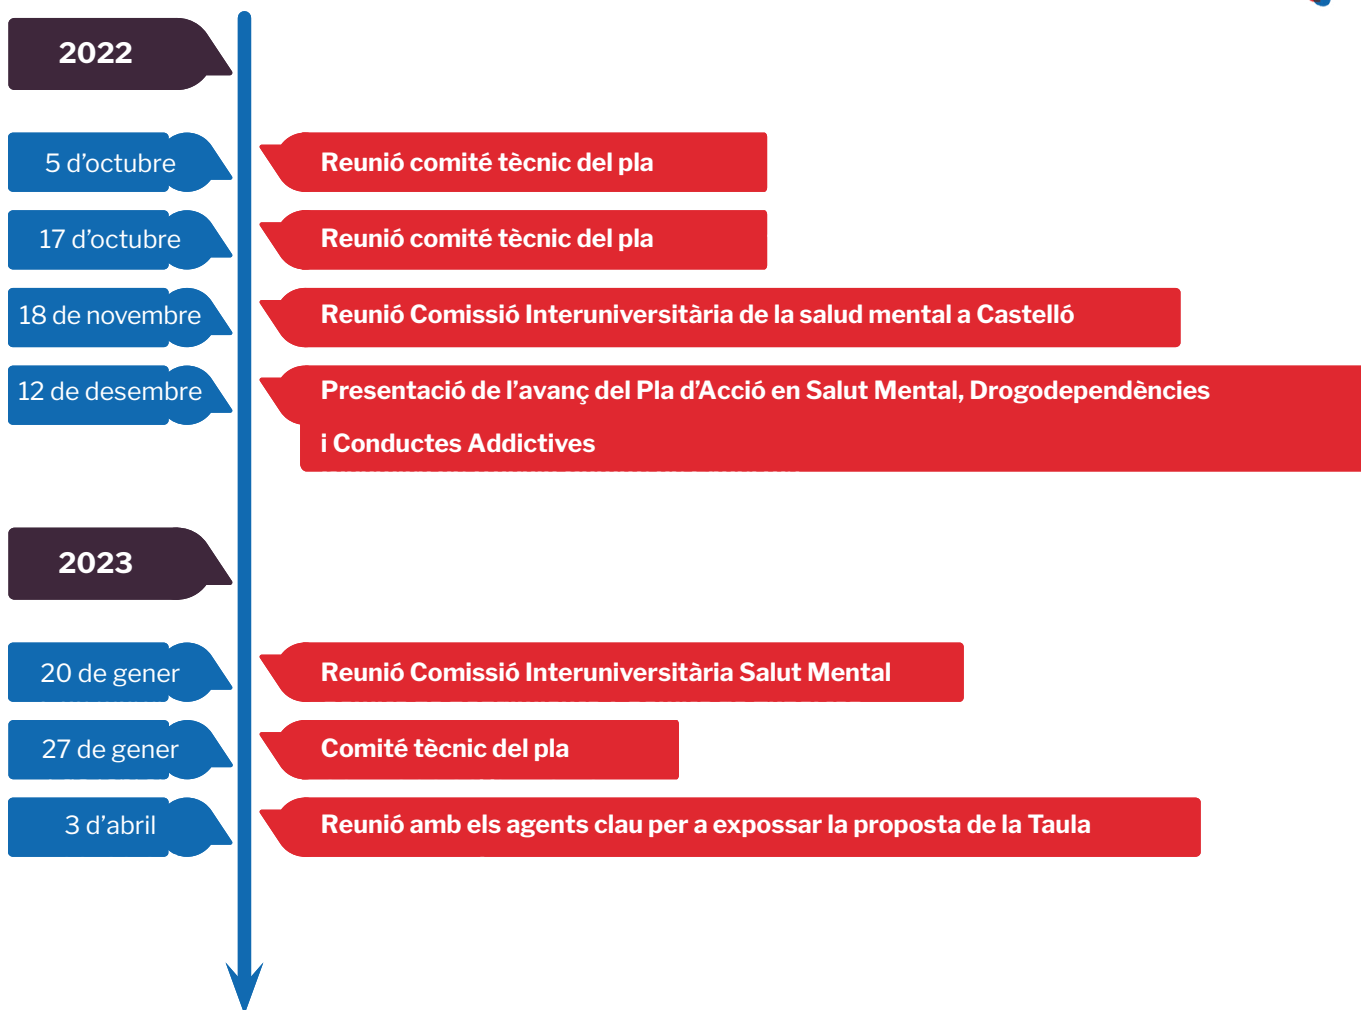 2022
5 d’octubre
Reunió comité tècnic del pla
17 d’octubre
Reunió comité tècnic del pla
18 de novembre
Reunió Comissió Interuniversitària de la salud mental a Castelló
12 de desembre
Presentació de l’avanç del Pla d’Acció en Salut Mental, Drogodependències
i Conductes Addictives
2023
20 de gener
Reunió Comissió Interuniversitària Salut Mental
27 de gener
Comité tècnic del pla
3 d’abril
Reunió amb els agents clau per a expossar la proposta de la Taula